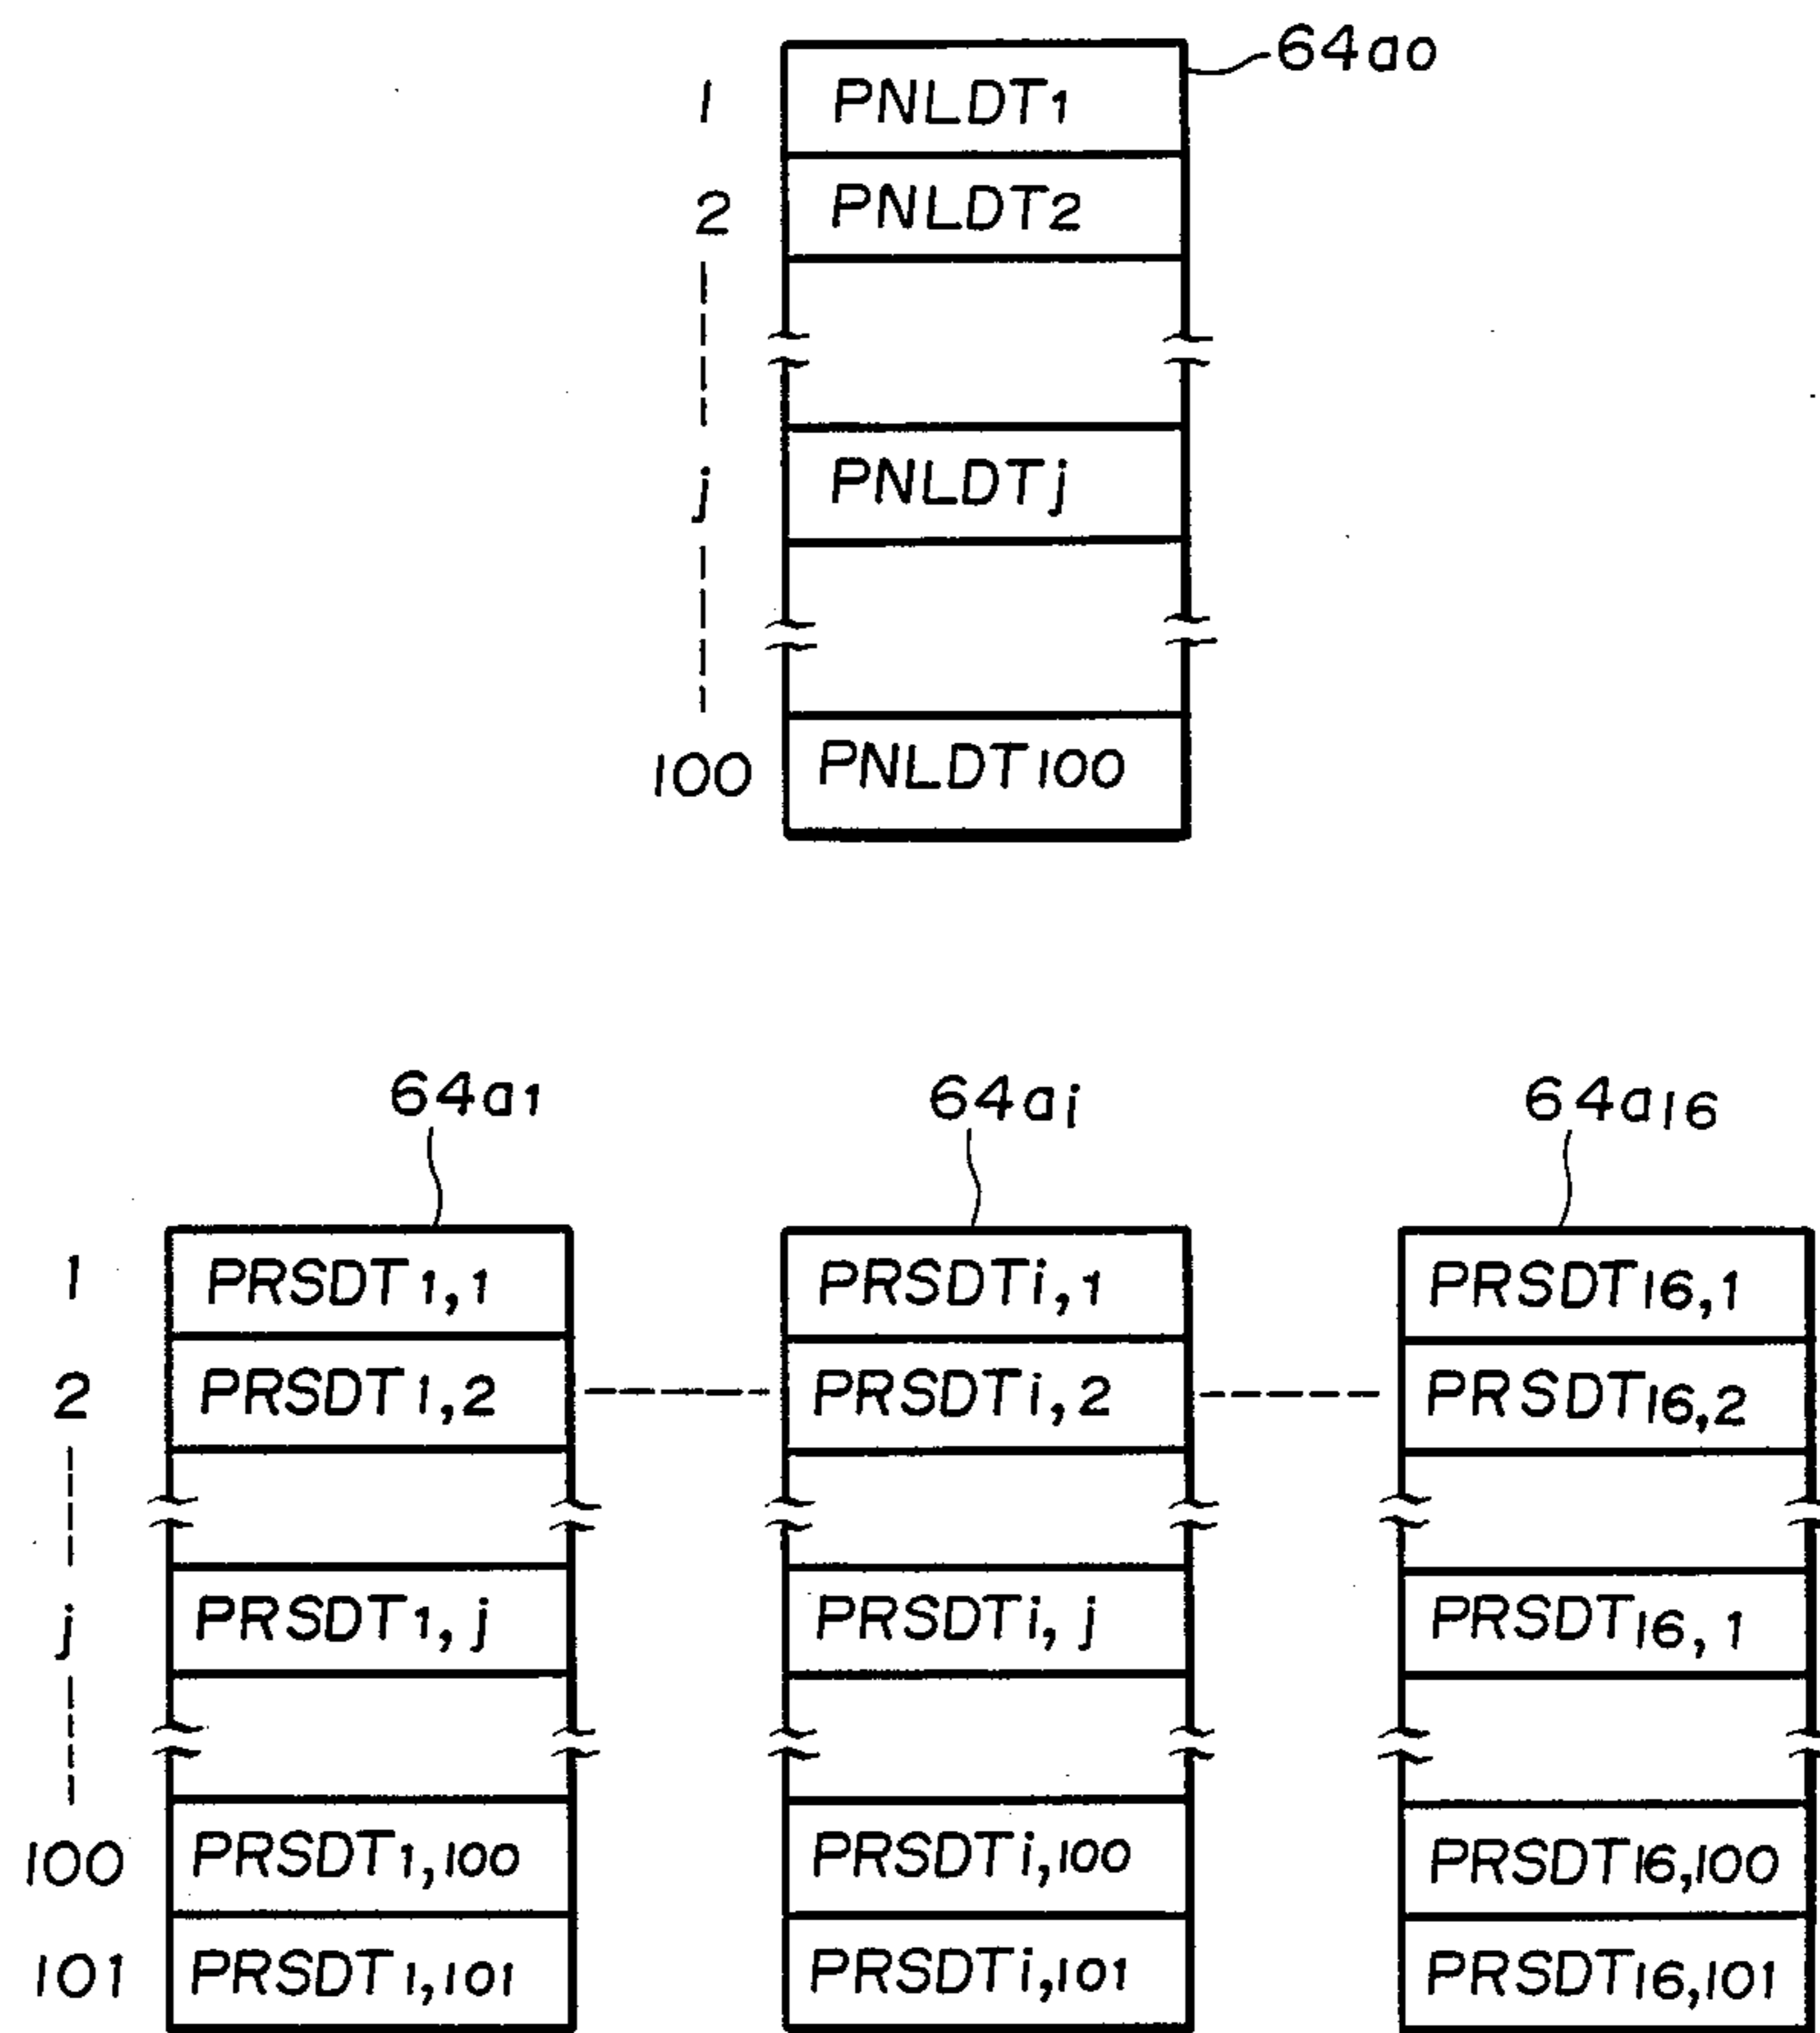 64a0
1 PNLDT1
2 PNLDT2
j PNLDTj
100 PNLDT100
64a1 64ai 64a16
1 PRSDT1,1 PRSDTi,1 PRSDT16,1
2 PRSDT1,2 PRSDTi,2 PRSDT16,2
j PRSDT1,j PRSDTi,j PRSDT16,1
100 PRSDT1,100 PRSDTi,100 PRSDT16,100
101 PRSDT1,101 PRSDTi,101 PRSDT16,101